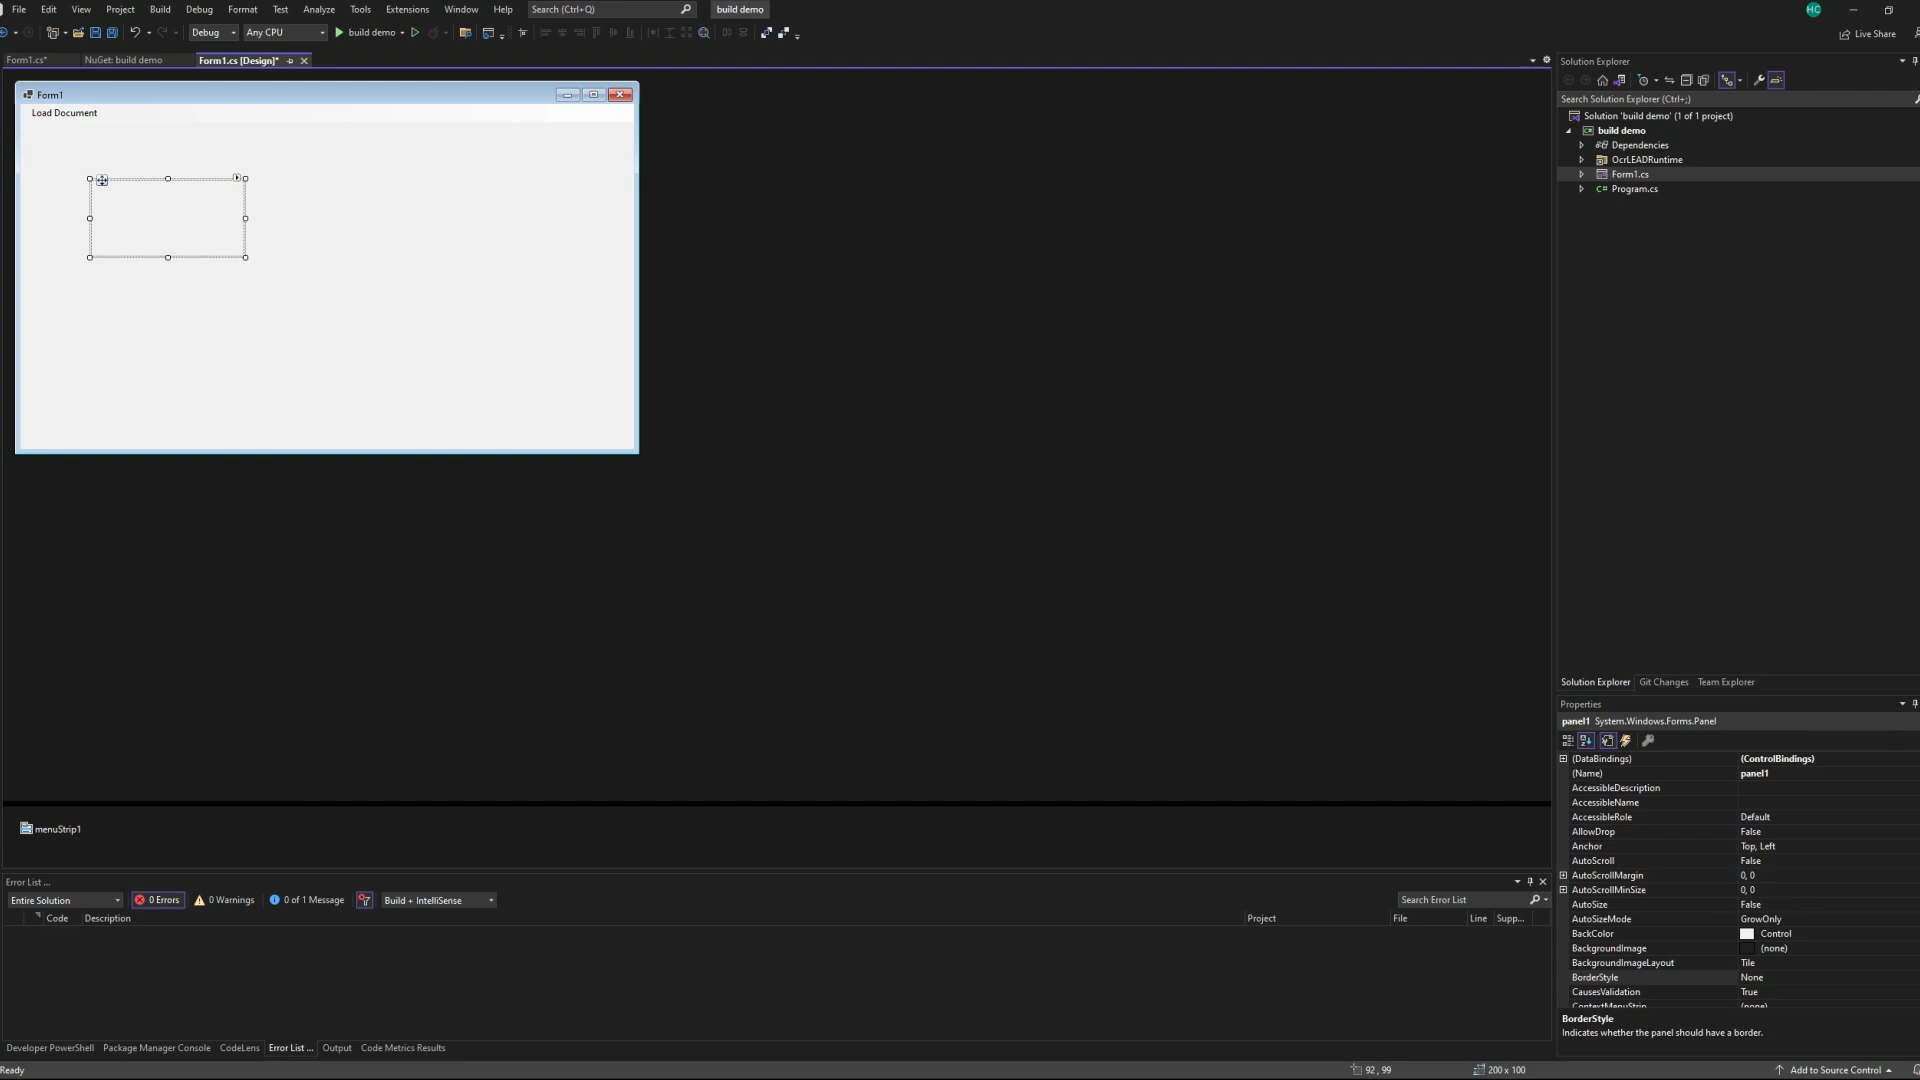 File Edit View Project Build Debug Format Test Analyze Tools Extensions Window Help Search (Ctrl+Q) build demo HC
Debug Any CPU build demo Live Share
Form1.cs* NuGet: build demo Form1.cs [Design]*
Solution Explorer
Form1
Load Document
Search Solution Explorer (Ctrl+;)
Solution 'build demo' (1 of 1 project)
build demo
Dependencies
OcrLEADRuntime
Form1.cs
Program.cs
Solution Explorer Git Changes Team Explorer
Properties
panel1 System.Windows.Forms.Panel
(DataBindings) (ControlBindings)
(Name) panel1
AccessibleDescription
AccessibleName
AccessibleRole Default
AllowDrop False
Anchor Top, Left
AutoScroll False
AutoScrollMargin 0, 0
AutoScrollMinSize 0, 0
AutoSize False
AutoSizeMode GrowOnly
BackColor Control
BackgroundImage (none)
BackgroundImageLayout Tile
BorderStyle None
CausesValidation True
ContextMenuStrip (none)
BorderStyle
Indicates whether the panel should have a border.
menuStrip1
Error List ...
Entire Solution 0 Errors 0 Warnings 0 of 1 Message Build + IntelliSense Search Error List
Code Description Project File Line Supp...
Developer PowerShell Package Manager Console CodeLens Error List ... Output Code Metrics Results
Ready 92 , 99 200 x 100 Add to Source Control